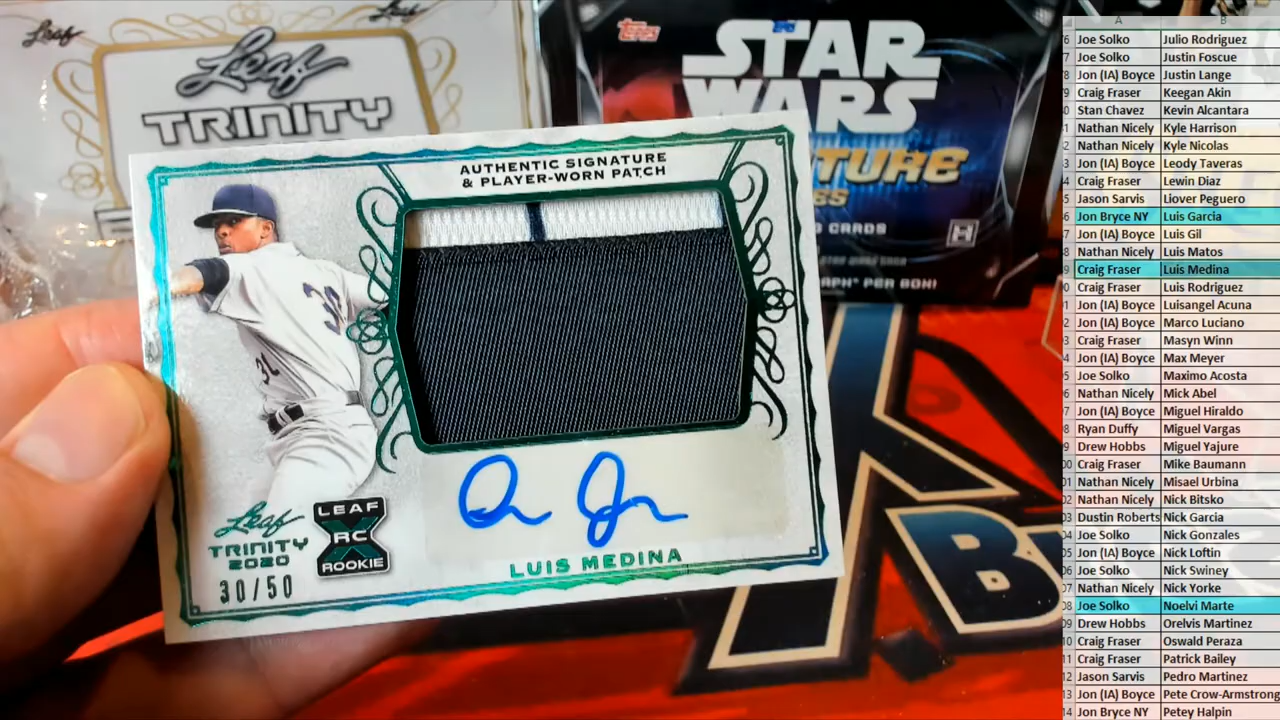 Leaf
Leaf
Leaf
TRINITY
Topps
STAR
WARS
TURE
SS
CARDS
APH* PER BOX!
AUTHENTIC SIGNATURE
& PLAYER-WORN PATCH
31
Leaf
TRINITY
2020
30/50
LEAF
RC
ROOKIE
LUIS MEDINA
B
A B
Joe Solko Julio Rodriguez
Joe Solko Justin Foscue
Jon (IA) Boyce Justin Lange
Craig Fraser Keegan Akin
Stan Chavez Kevin Alcantara
Nathan Nicely Kyle Harrison
Nathan Nicely Kyle Nicolas
Jon (IA) Boyce Leody Taveras
Craig Fraser Lewin Diaz
Jason Sarvis Liover Peguero
Jon Bryce NY Luis Garcia
Jon (IA) Boyce Luis Gil
Nathan Nicely Luis Matos
Craig Fraser Luis Medina
Craig Fraser Luis Rodriguez
Jon (IA) Boyce Luisangel Acuna
Jon (IA) Boyce Marco Luciano
Craig Fraser Masyn Winn
Jon (IA) Boyce Max Meyer
Joe Solko Maximo Acosta
Nathan Nicely Mick Abel
Jon (IA) Boyce Miguel Hiraldo
Ryan Duffy Miguel Vargas
Drew Hobbs Miguel Yajure
Craig Fraser Mike Baumann
Nathan Nicely Misael Urbina
Nathan Nicely Nick Bitsko
Dustin Roberts Nick Garcia
Joe Solko Nick Gonzales
Jon (IA) Boyce Nick Loftin
Joe Solko Nick Swiney
Nathan Nicely Nick Yorke
Joe Solko Noelvi Marte
Drew Hobbs Orelvis Martinez
Craig Fraser Oswald Peraza
Craig Fraser Patrick Bailey
Jason Sarvis Pedro Martinez
Jon (IA) Boyce Pete Crow-Armstrong
Jon Bryce NY Petey Halpin